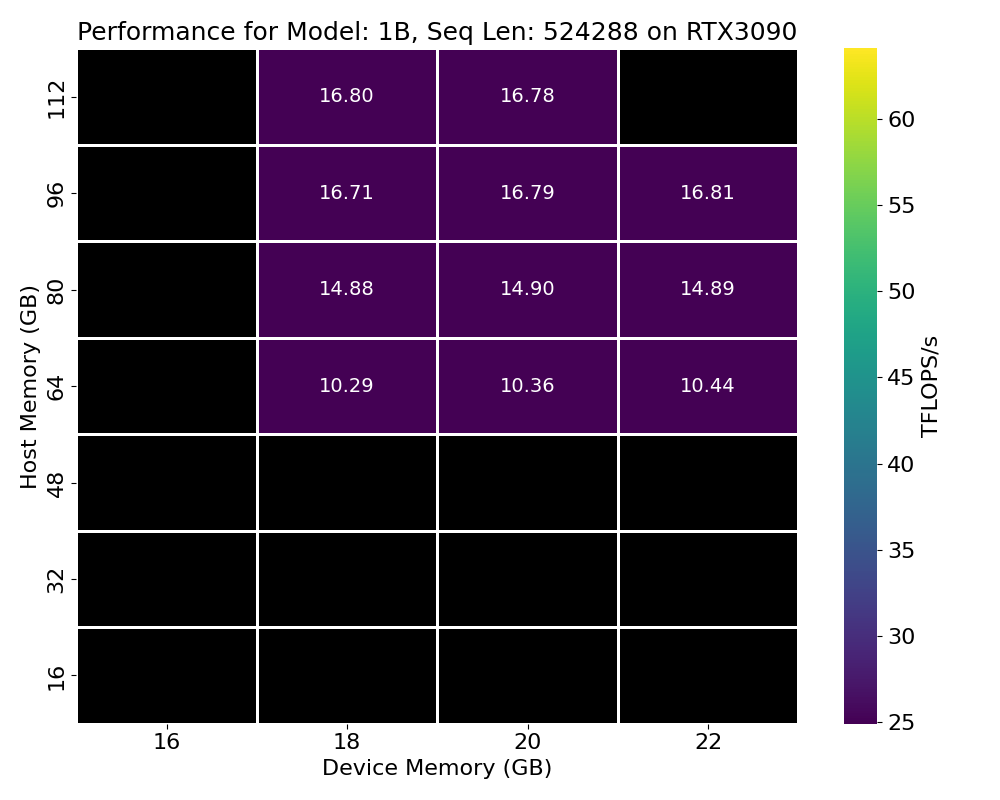 Performance for Model: 1B, Seq Len: 524288 on RTX3090
112
16.80 16.78
96
16.71 16.79 16.81
80
14.88 14.90 14.89
64
10.29 10.36 10.44
48
32
16
Host Memory (GB)
16 18 20 22
Device Memory (GB)
60
55
50
45
40
35
30
25
TFLOPS/s